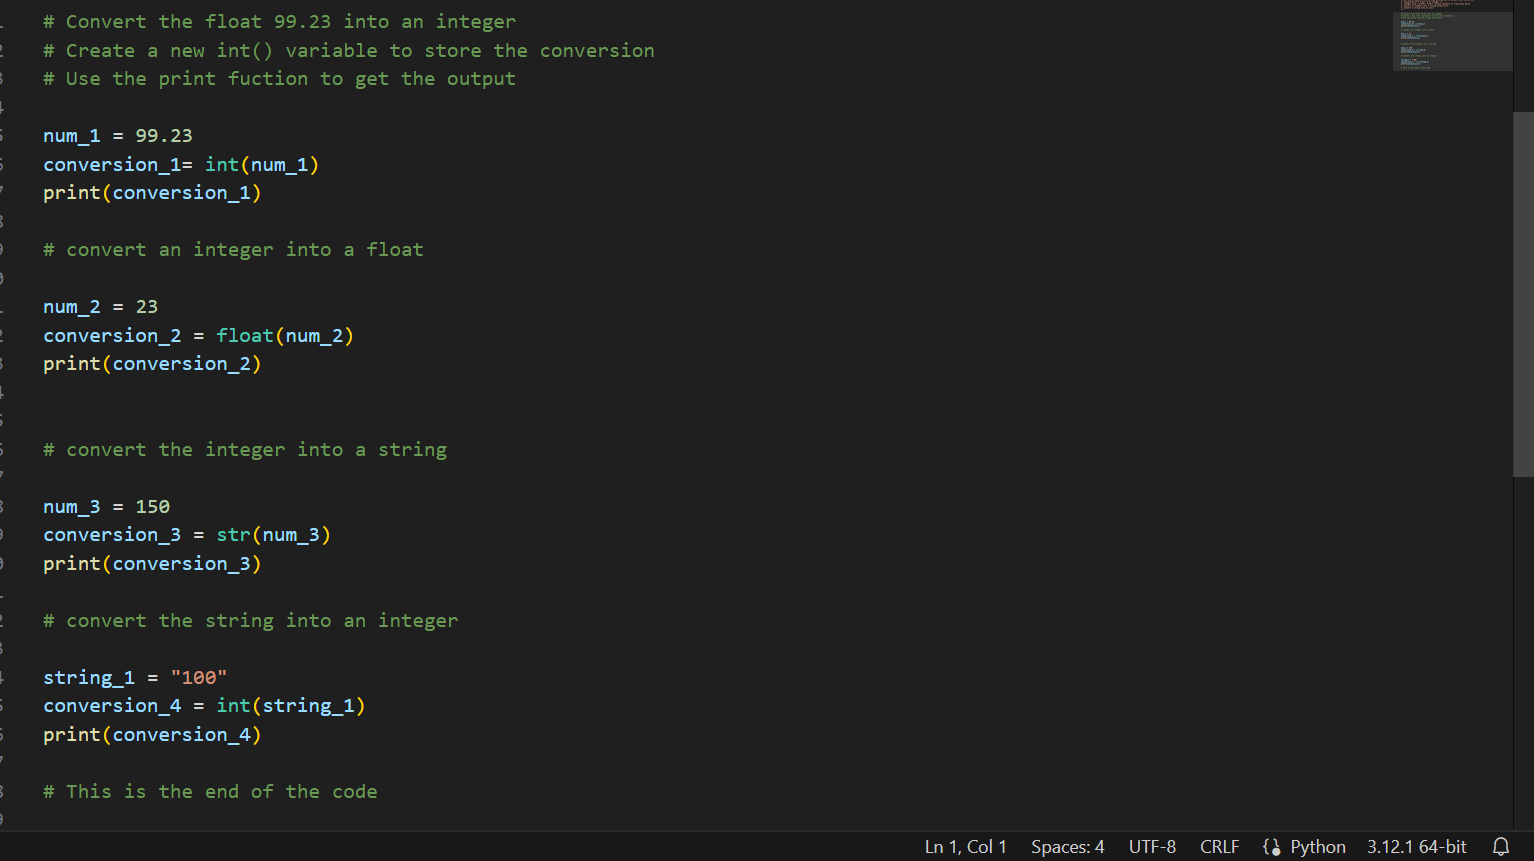 # Convert the float 99.23 into an integer
# Create a new int() variable to store the conversion
# Use the print fuction to get the output
num_1 = 99.23
conversion_1= int(num_1)
print(conversion_1)
# convert an integer into a float
num_2 = 23
conversion_2 = float(num_2)
print(conversion_2)
# convert the integer into a string
num_3 = 150
conversion_3 = str(num_3)
print(conversion_3)
# convert the string into an integer
string_1 = "100"
conversion_4 = int(string_1)
print(conversion_4)
# This is the end of the code
Ln 1, Col 1 Spaces: 4 UTF-8 CRLF Python 3.12.1 64-bit